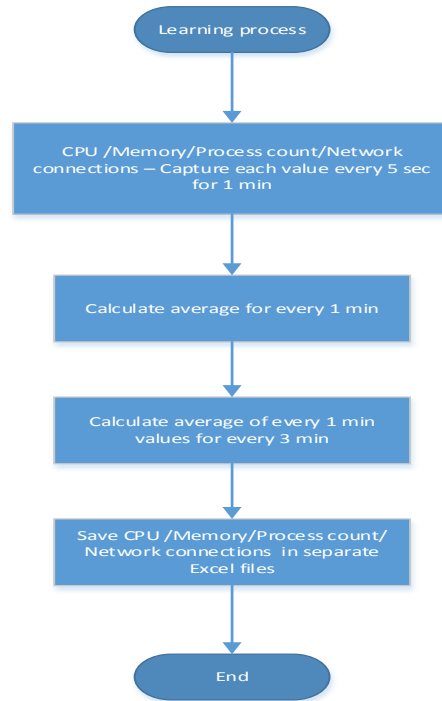 Learning process
CPU /Memory/Process count/Network
connections – Capture each value every 5 sec
for 1 min
Calculate average for every 1 min
Calculate average of every 1 min
values for every 3 min
Save CPU /Memory/Process count/
Network connections in separate
Excel files
End